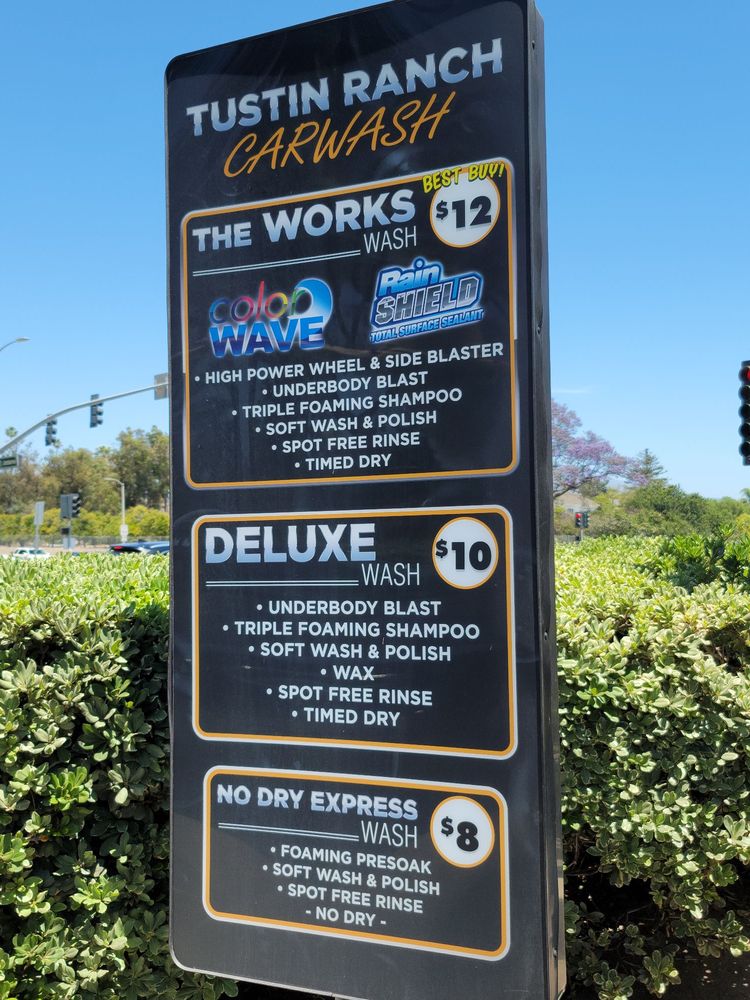 TUSTIN RANCH
CARWASH
BEST BUY!
THE WORKS
WASH
$12
color
WAVE
Rain
SHIELD
TOTAL SURFACE SEALANT
• HIGH POWER WHEEL & SIDE BLASTER
• UNDERBODY BLAST
• TRIPLE FOAMING SHAMPOO
• SOFT WASH & POLISH
• SPOT FREE RINSE
• TIMED DRY
DELUXE
WASH
$10
• UNDERBODY BLAST
• TRIPLE FOAMING SHAMPOO
• SOFT WASH & POLISH
• WAX
• SPOT FREE RINSE
• TIMED DRY
NO DRY EXPRESS
WASH
$8
• FOAMING PRESOAK
• SOFT WASH & POLISH
• SPOT FREE RINSE
- NO DRY -